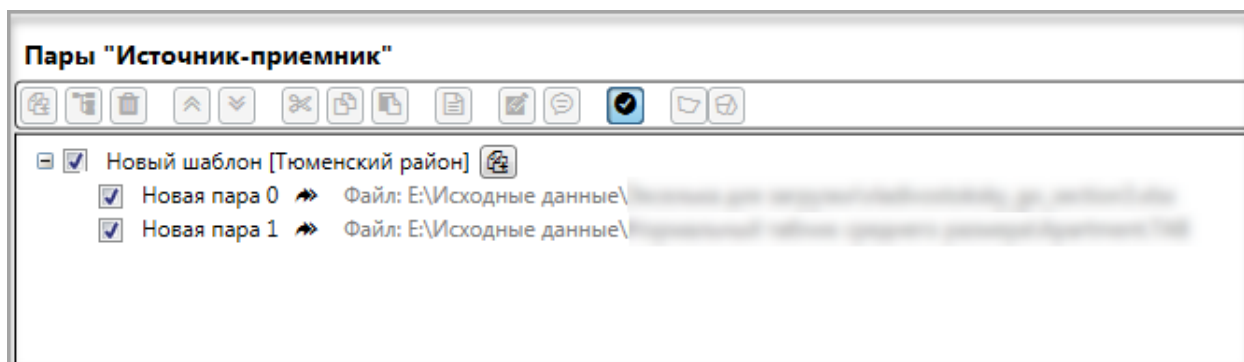 Пары "Источник-приемник"
Новый шаблон [Тюменский район]
Новая пара 0 Файл: E:\Исходные данные\
Новая пара 1 Файл: E:\Исходные данные\